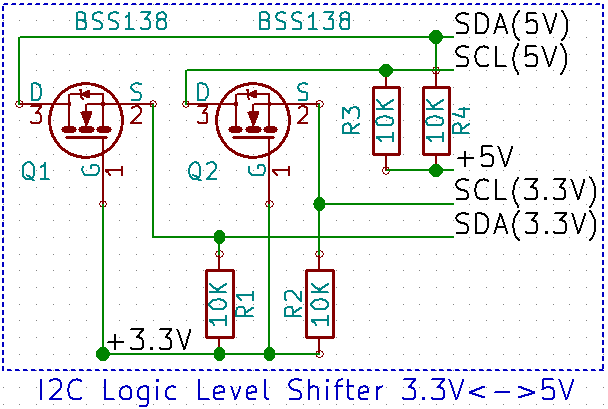 BSS138 BSS138
SDA(5V)
SCL(5V)
D S D S
3 2 3 2
R3 10K 10K R4
Q1 G 1 Q2 G 1
+5V
SCL(3.3V)
SDA(3.3V)
10K R1 R2 10K
+3.3V
I2C Logic Level Shifter 3.3V<->5V